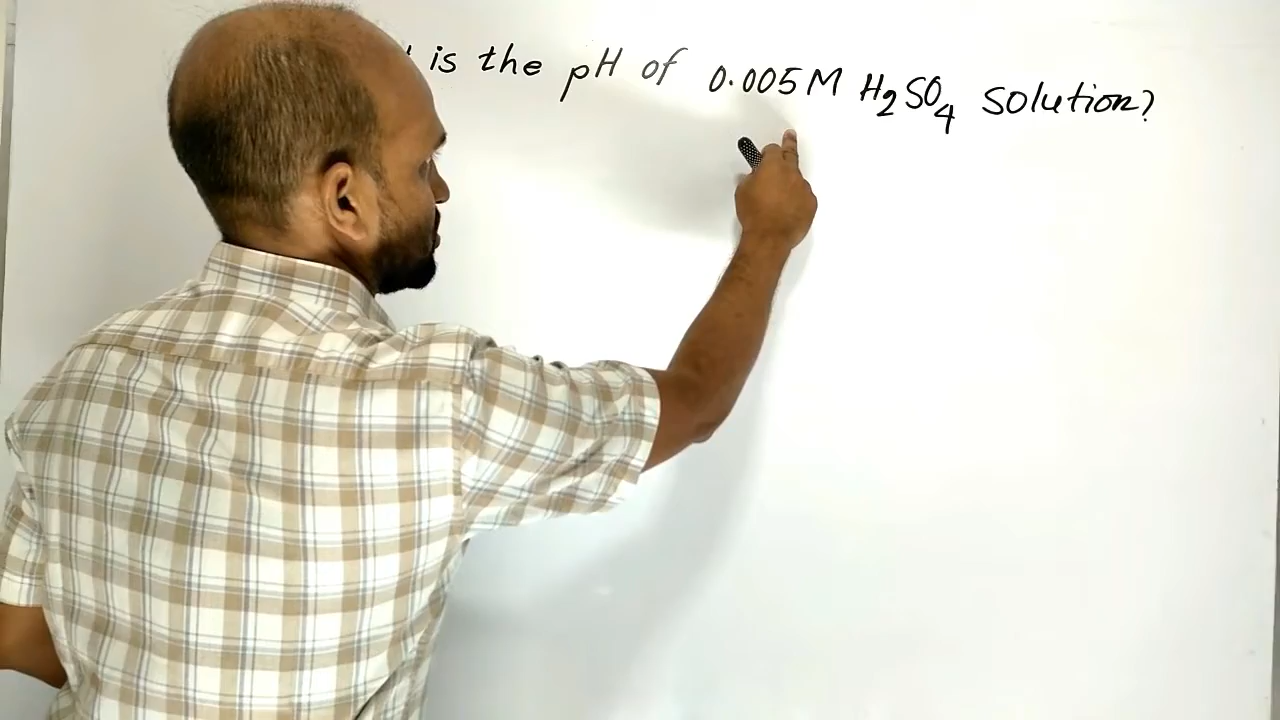 is the pH of 0.005M H₂SO₄ solution?